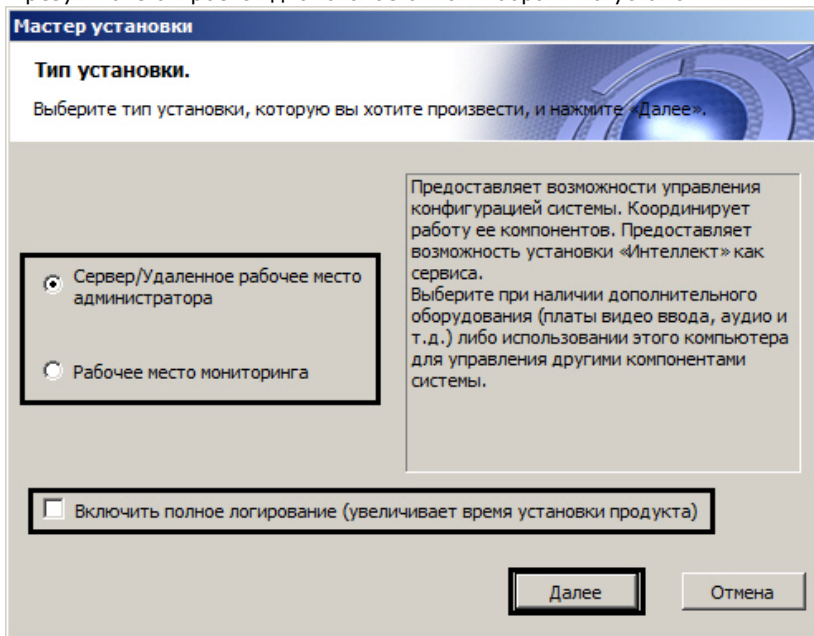 Мастер установки
Тип установки.
Выберите тип установки, которую вы хотите произвести, и нажмите «Далее».
Предоставляет возможности управления
конфигурацией системы. Координирует
работу ее компонентов. Предоставляет
возможность установки «Интеллект» как
сервиса.
Выберите при наличии дополнительного
оборудования (платы видео ввода, аудио и
т.д.) либо использовании этого компьютера
для управления другими компонентами
системы.
Сервер/Удаленное рабочее место
администратора
Рабочее место мониторинга
Включить полное логирование (увеличивает время установки продукта)
Далее
Отмена